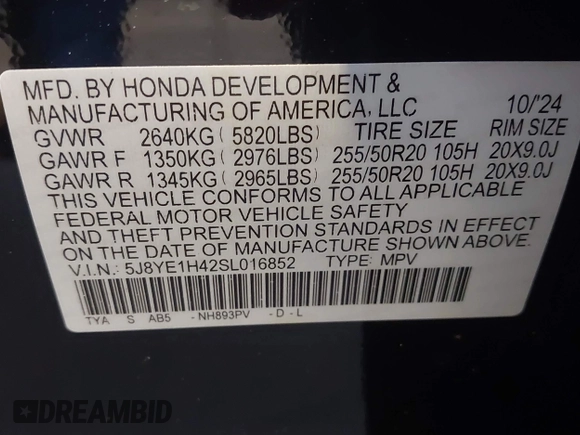 MFD. BY HONDA DEVELOPMENT &
MANUFACTURING OF AMERICA, LLC 10/'24
GVWR 2640KG ( 5820LBS) TIRE SIZE RIM SIZE
GAWR F 1350KG ( 2976LBS) 255/50R20 105H 20X9.0J
GAWR R 1345KG ( 2965LBS) 255/50R20 105H 20X9.0J
THIS VEHICLE CONFORMS TO ALL APPLICABLE
FEDERAL MOTOR VEHICLE SAFETY
AND THEFT PREVENTION STANDARDS IN EFFECT
ON THE DATE OF MANUFACTURE SHOWN ABOVE.
V.I.N.: 5J8YE1H42SL016852 TYPE: MPV
TYA S AB5 - NH893PV - D - L
DREAMBID